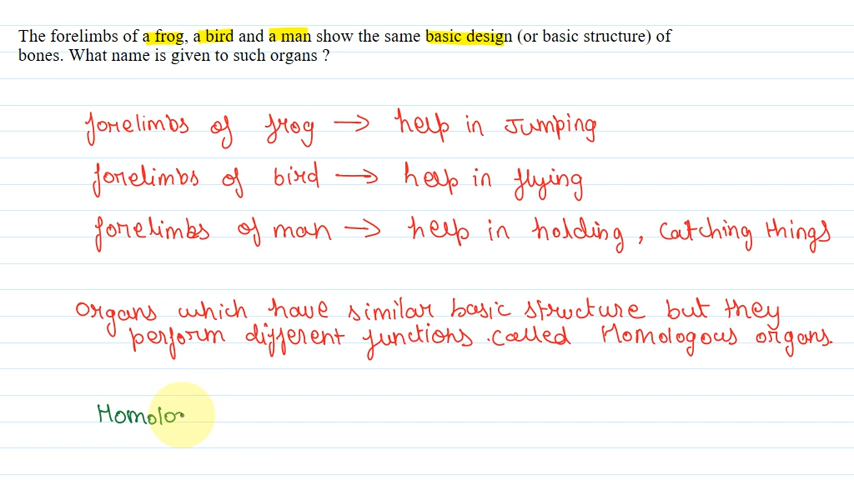 The forelimbs of a frog, a bird and a man show the same basic design (or basic structure) of
bones. What name is given to such organs ?
forelimbs of frog → help in Jumping
forelimbs of bird → help in flying
forelimbs of man → help in holding, catching things
organs which have similar basic structure but they
perform different functions. called Homologous organs.
Homolo